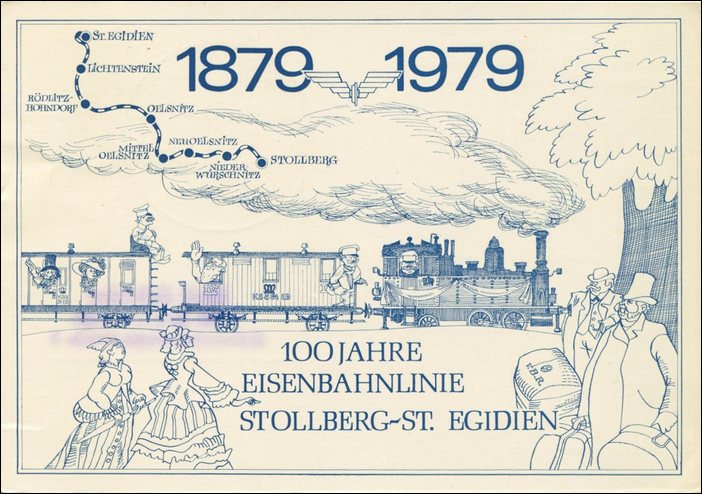 1879 1979
St. EGIDIEN
LICHTENSTEIN
RÖDLITZ-
HOHNDORF
OELSNITZ
MITTEL
OELSNITZ
NEUOELSNITZ
NIEDER-
WÜRSCHNITZ
STOLLBERG
V.B.R.
100 JAHRE
EISENBAHNLINIE
STOLLBERG-ST. EGIDIEN